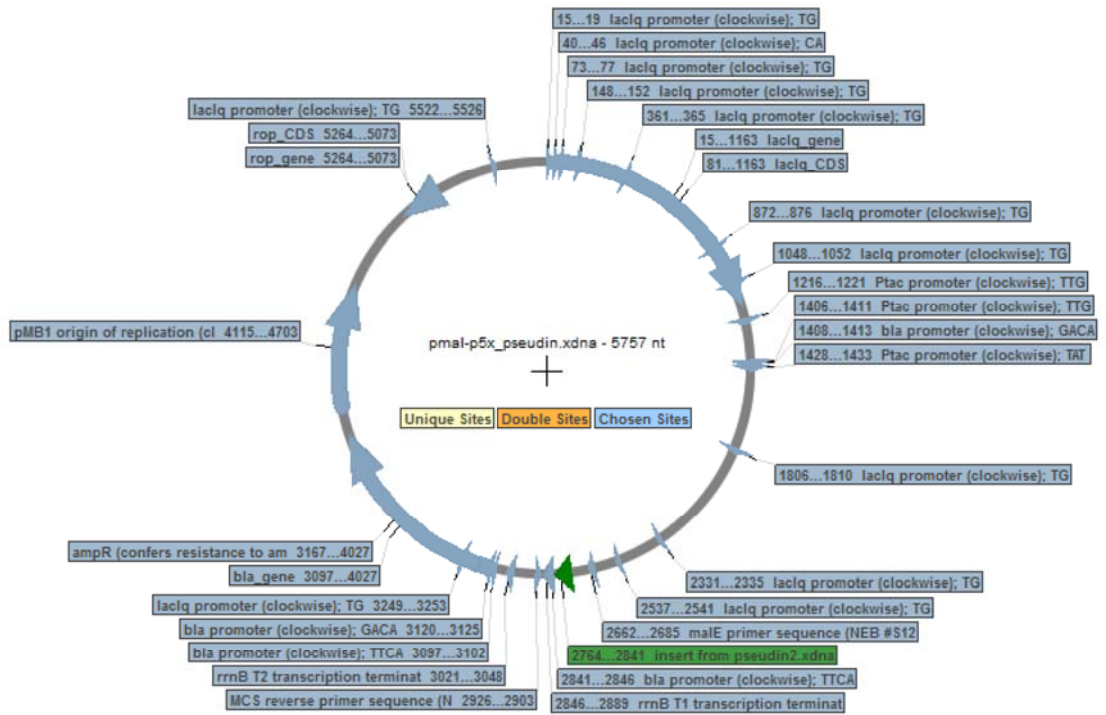 15...19 lacIq promoter (clockwise); TG
40...46 lacIq promoter (clockwise); CA
73...77 lacIq promoter (clockwise); TG
148...152 lacIq promoter (clockwise); TG
361...365 lacIq promoter (clockwise); TG
15...1163 lacIq_gene
81...1163 lacIq_CDS
872...876 lacIq promoter (clockwise); TG
1048...1052 lacIq promoter (clockwise); TG
1216...1221 Ptac promoter (clockwise); TTG
1406...1411 Ptac promoter (clockwise); TTG
1408...1413 bla promoter (clockwise); GACA
1428...1433 Ptac promoter (clockwise); TAT
1806...1810 lacIq promoter (clockwise); TG
2331...2335 lacIq promoter (clockwise); TG
2537...2541 lacIq promoter (clockwise); TG
2662...2685 malE primer sequence (NEB #S12
2764...2841 insert from pseudin2.xdna
2841...2846 bla promoter (clockwise); TTCA
2846...2889 rrnB T1 transcription terminat
lacIq promoter (clockwise); TG 5522...5526
rop_CDS 5264...5073
rop_gene 5264...5073
pMB1 origin of replication (cl 4115...4703
ampR (confers resistance to am 3167...4027
bla_gene 3097...4027
lacIq promoter (clockwise); TG 3249...3253
bla promoter (clockwise); GACA 3120...3125
bla promoter (clockwise); TTCA 3097...3102
rrnB T2 transcription terminat 3021...3048
MCS reverse primer sequence (N 2926...2903
pmal-p5x_pseudin.xdna - 5757 nt
Unique Sites Double Sites Chosen Sites